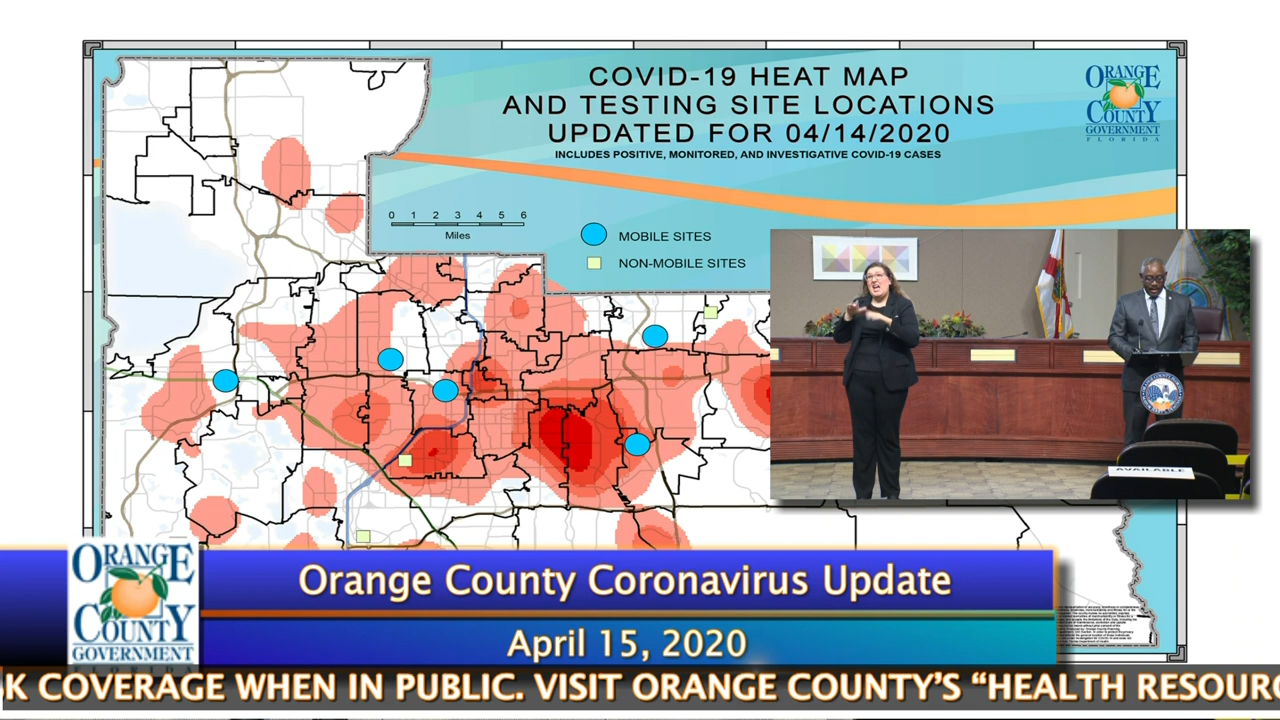 COVID-19 HEAT MAP
AND TESTING SITE LOCATIONS
UPDATED FOR 04/14/2020
INCLUDES POSITIVE, MONITORED, AND INVESTIGATIVE COVID-19 CASES
ORANGE
COUNTY
GOVERNMENT
FLORIDA
0 1 2 3 4 5 6
Miles
MOBILE SITES
NON-MOBILE SITES
AVAILABLE
ORANGE
COUNTY
GOVERNMENT
FLORIDA
Orange County Coronavirus Update
April 15, 2020
K COVERAGE WHEN IN PUBLIC. VISIT ORANGE COUNTY'S “HEALTH RESOURC